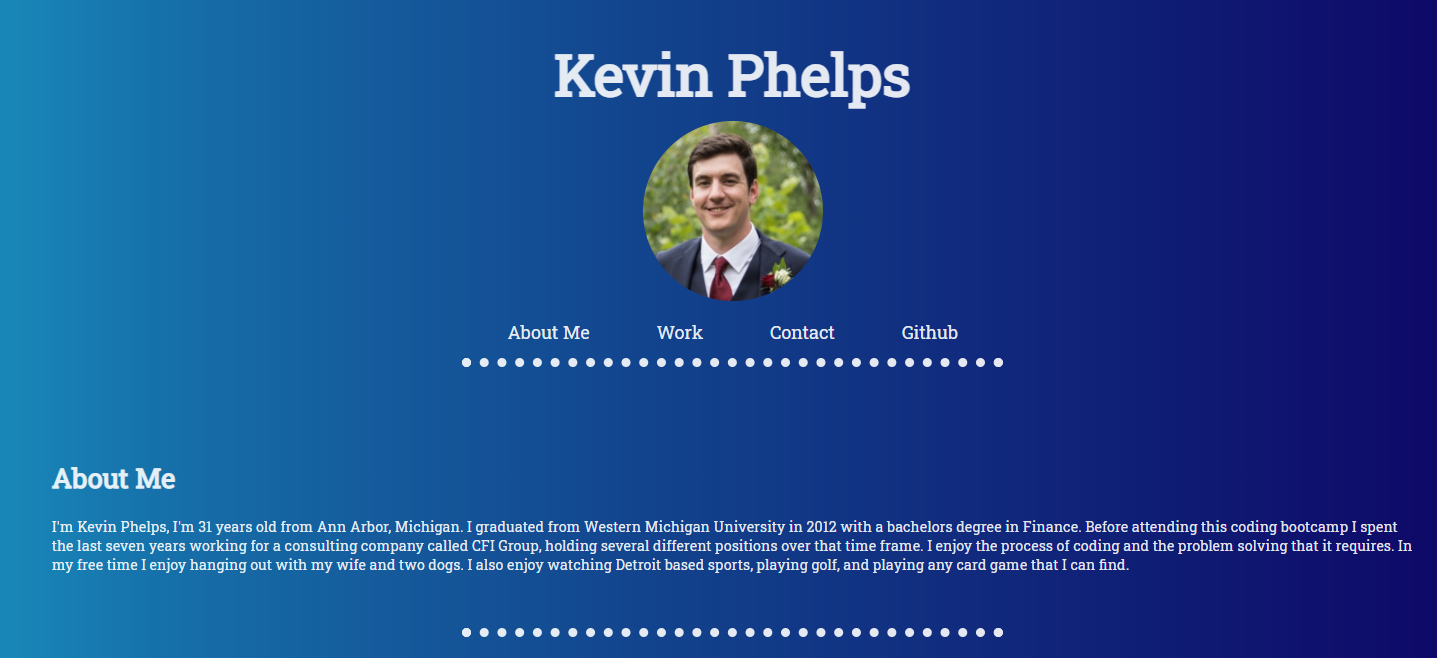 Kevin Phelps
About Me Work Contact Github
About Me
I'm Kevin Phelps, I'm 31 years old from Ann Arbor, Michigan. I graduated from Western Michigan University in 2012 with a bachelors degree in Finance. Before attending this coding bootcamp I spent
the last seven years working for a consulting company called CFI Group, holding several different positions over that time frame. I enjoy the process of coding and the problem solving that it requires. In
my free time I enjoy hanging out with my wife and two dogs. I also enjoy watching Detroit based sports, playing golf, and playing any card game that I can find.